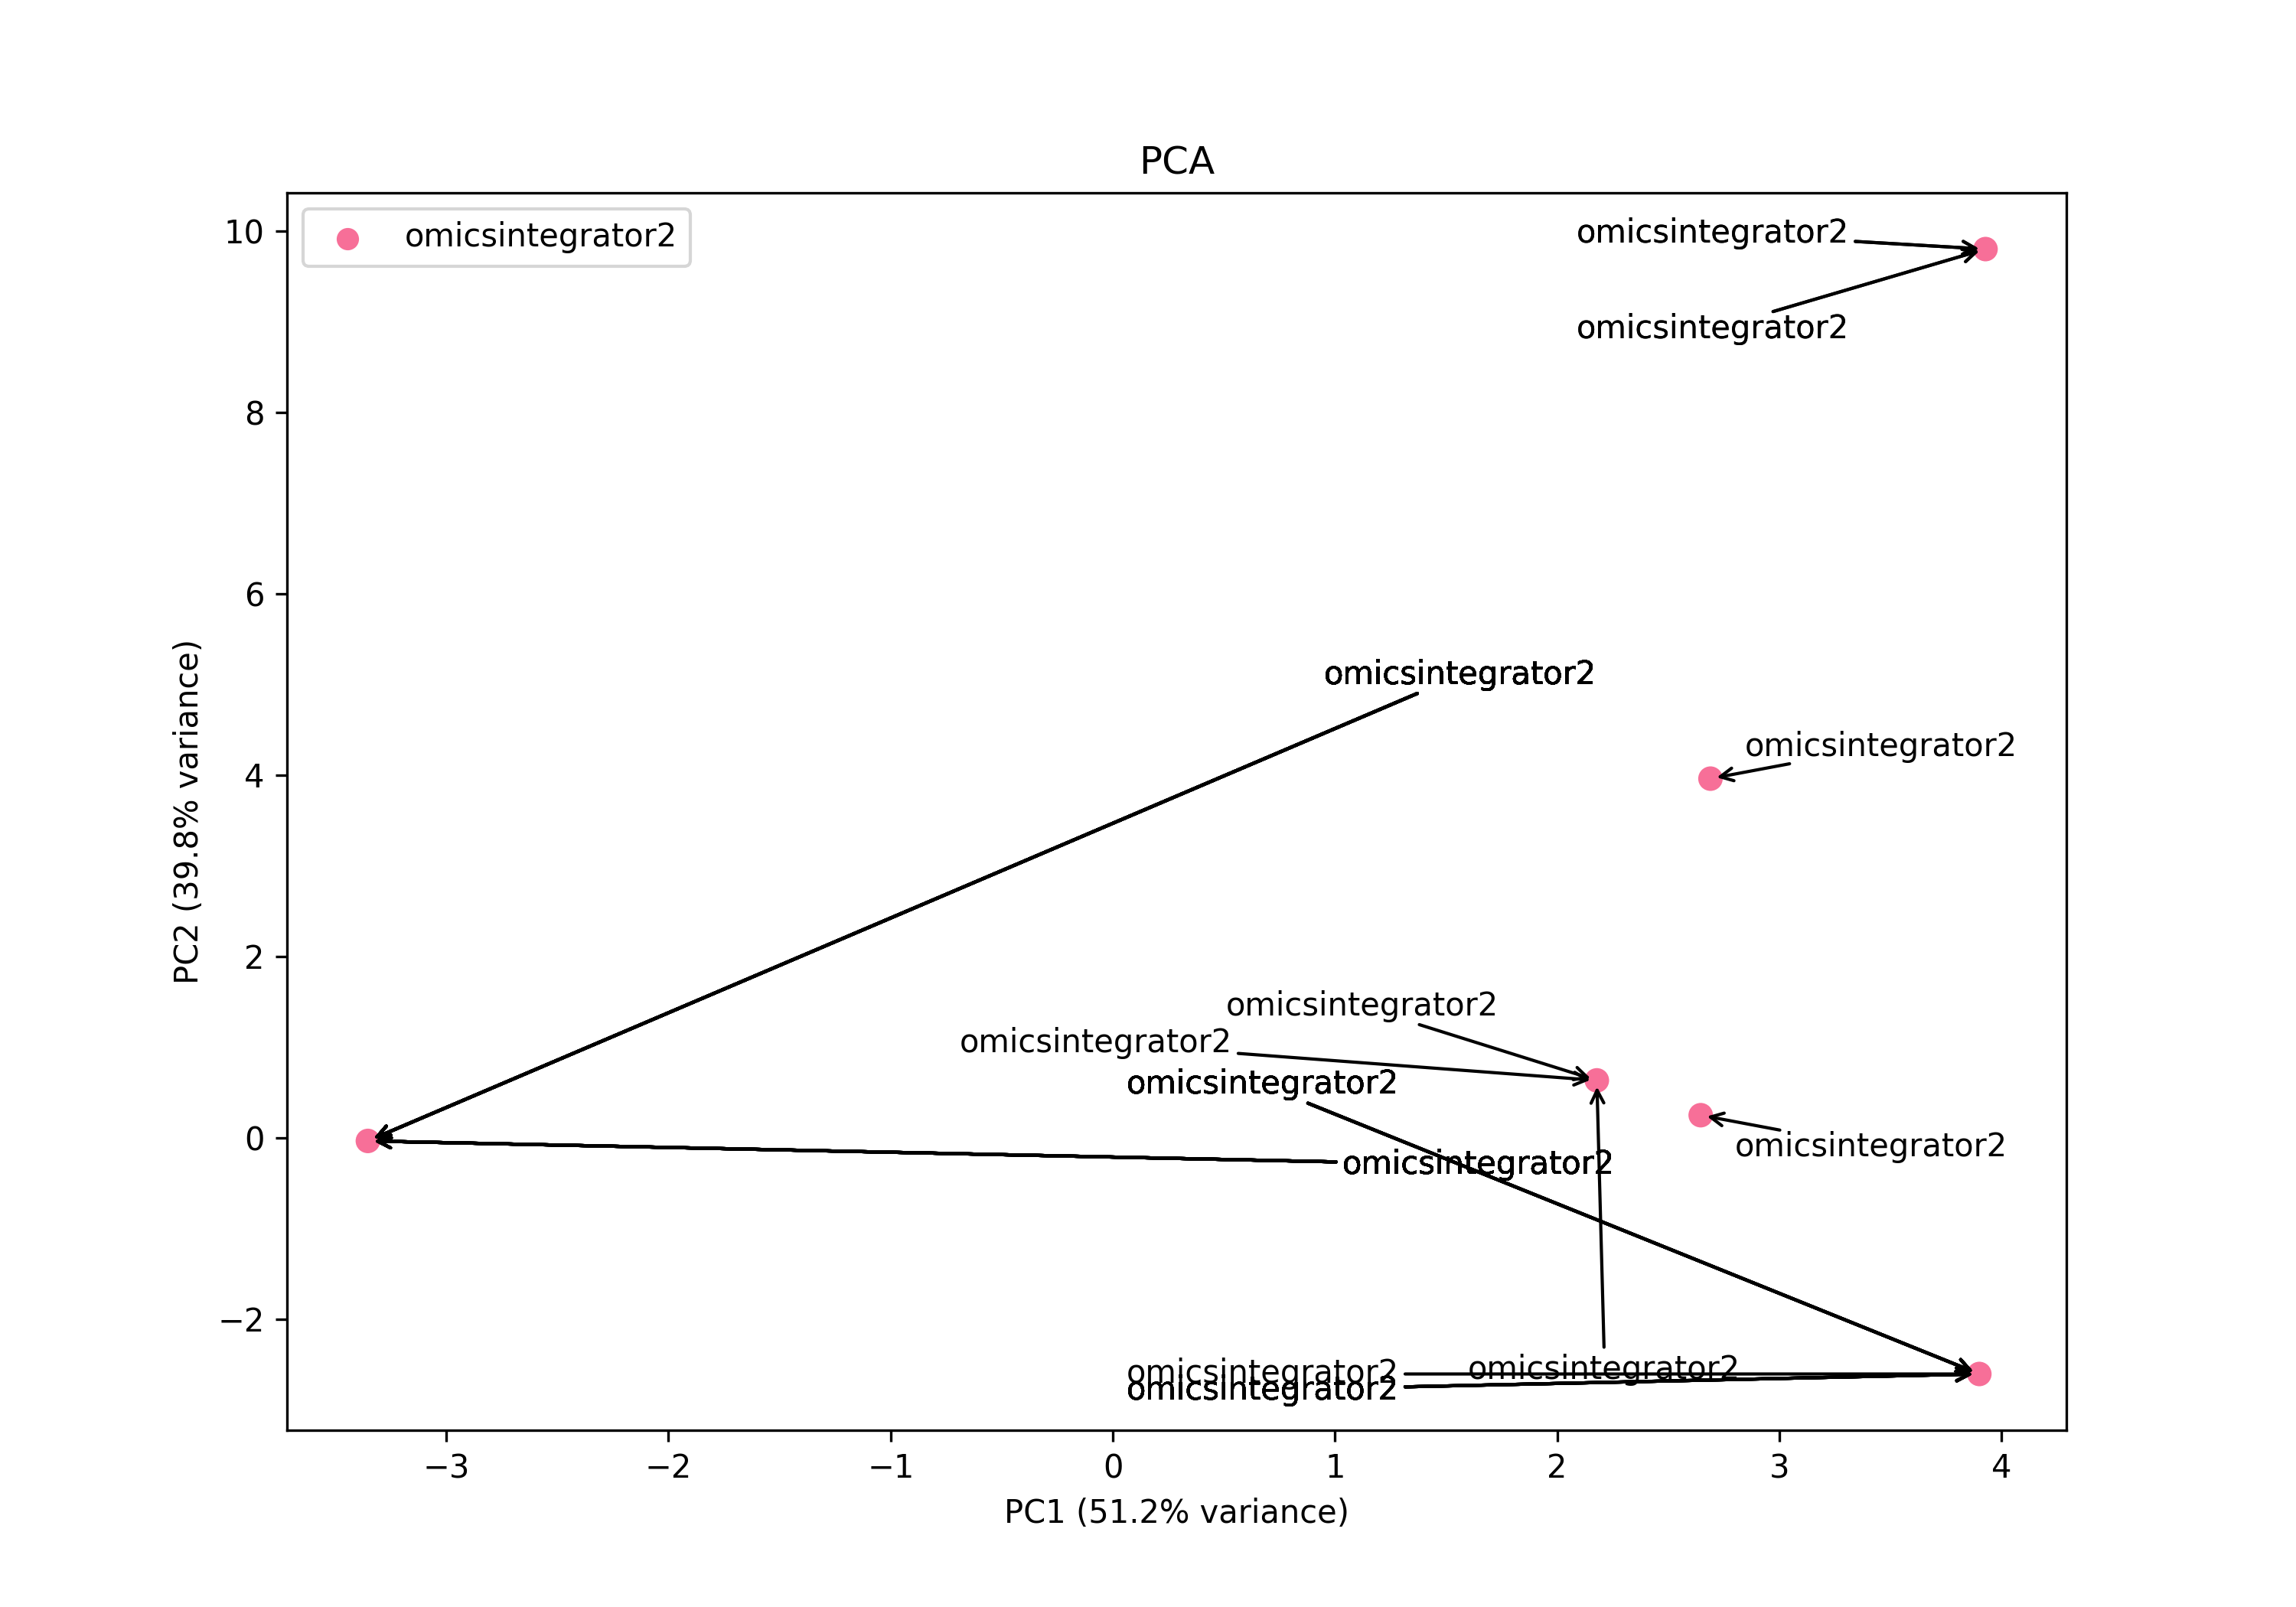 PCA
omicsintegrator2
omicsintegrator2
omicsintegrator2
omicsintegrator2
omicsintegrator2
omicsintegrator2
omicsintegrator2
omicsintegrator2
omicsintegrator2
omicsintegrator2
omicsintegrator2
omicsintegrator2
omicsintegrator2
10
8
6
4
2
0
−2
PC2 (39.8% variance)
−3
−2
−1
0
1
2
3
4
PC1 (51.2% variance)